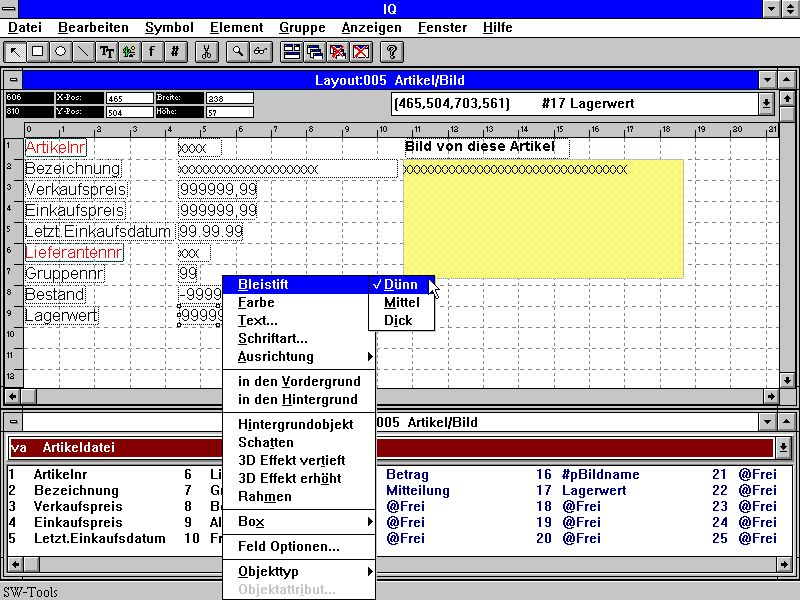 IQ
Datei Bearbeiten Symbol Element Gruppe Anzeigen Fenster Hilfe
TT f # ?
Layout:005 Artikel/Bild
606 X-Pos: 465 Breite: 238
810 Y-Pos: 504 Höhe: 57
(465,504,703,561) #17 Lagerwert
0 1 2 3 4 5 6 7 8 9 10 11 12 13 14 15 16 17 18 19 20 21
1 Artikelnr xxxx Bild von diese Artikel
2 Bezeichnung xxxxxxxxxxxxxxxxxxxx xxxxxxxxxxxxxxxxxxxxxxxxxxxxxxxx
3 Verkaufspreis 999999,99
4 Einkaufspreis 999999,99
5 Letzt.Einkaufsdatum 99.99.99
6 Lieferantennr xxx
7 Gruppennr 99
8 Bestand -9999
9 Lagerwert -99999
10
11
12
Bleistift
Farbe
Text...
Schriftart...
Ausrichtung
in den Vordergrund
in den Hintergrund
Hintergrundobjekt
Schatten
3D Effekt vertieft
3D Effekt erhöht
Rahmen
Box
Feld Optionen...
Objekttyp
Objektattribut...
✓ Dünn
Mittel
Dick
005 Artikel/Bild
va Artikeldatei
1 Artikelnr 6 Li Betrag 16 #pBildname 21 @Frei
2 Bezeichnung 7 Gr Mitteilung 17 Lagerwert 22 @Frei
3 Verkaufspreis 8 Be @Frei 18 @Frei 23 @Frei
4 Einkaufspreis 9 Al @Frei 19 @Frei 24 @Frei
5 Letzt.Einkaufsdatum 10 Fr @Frei 20 @Frei 25 @Frei
SW-Tools